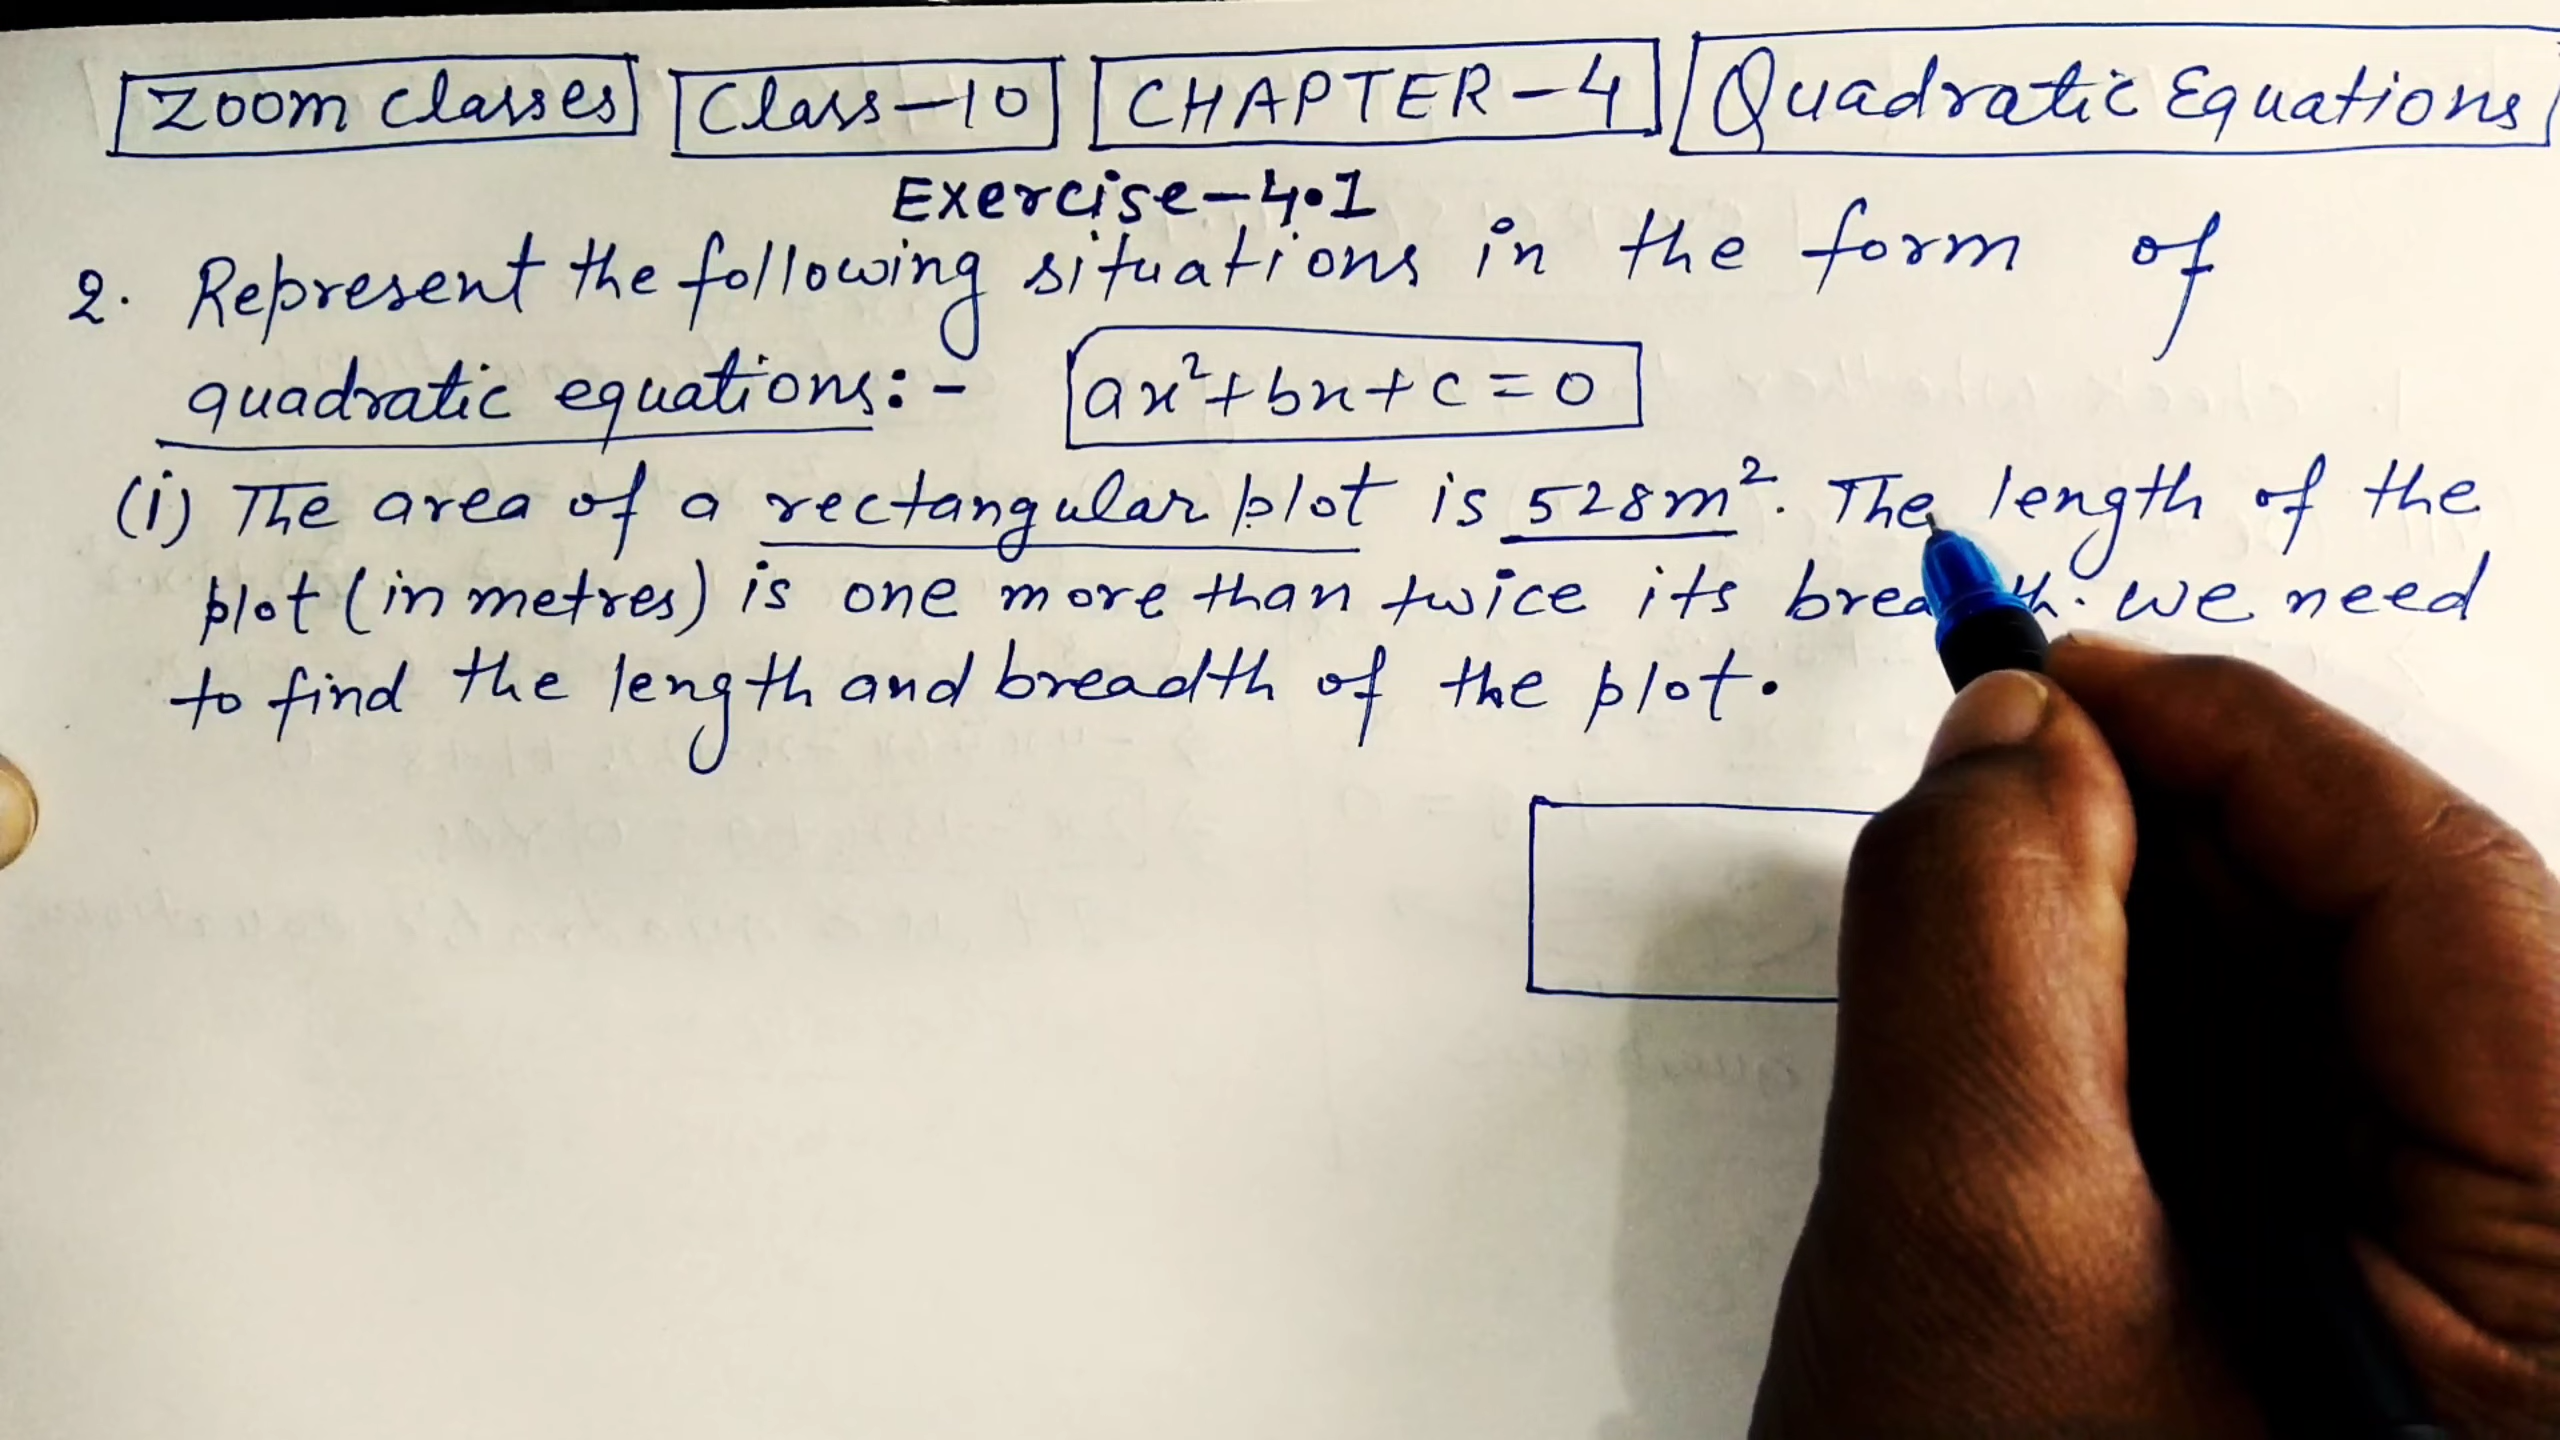 Zoom classes Class-10 CHAPTER-4 Quadratic Equations
Exercise-4.1
2. Represent the following situations in the form of
quadratic equations:- ax²+bx+c=0
(i) The area of a rectangular plot is 528m². The length of the
plot (in metres) is one more than twice its we need
to find the length and breadth of the plot.